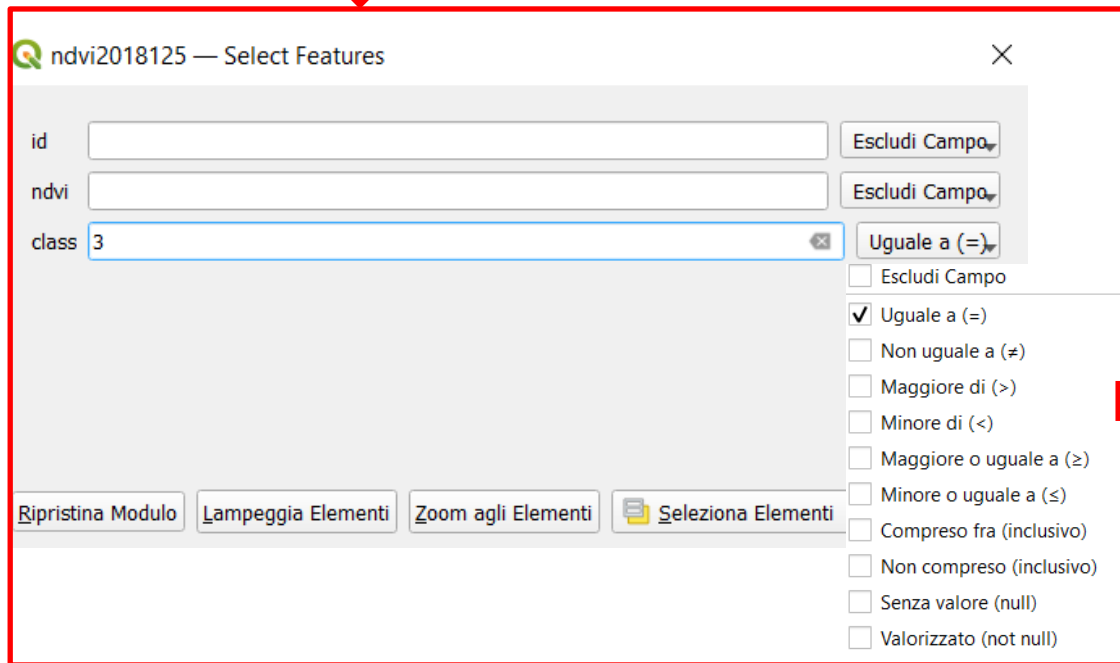 ndvi2018125 — Select Features
id Escludi Campo
ndvi Escludi Campo
class 3 Uguale a (=)
Escludi Campo
Uguale a (=)
Non uguale a (≠)
Maggiore di (>)
Minore di (<)
Maggiore o uguale a (≥)
Minore o uguale a (≤)
Compreso fra (inclusivo)
Non compreso (inclusivo)
Senza valore (null)
Valorizzato (not null)
Ripristina Modulo Lampeggia Elementi Zoom agli Elementi Seleziona Elementi